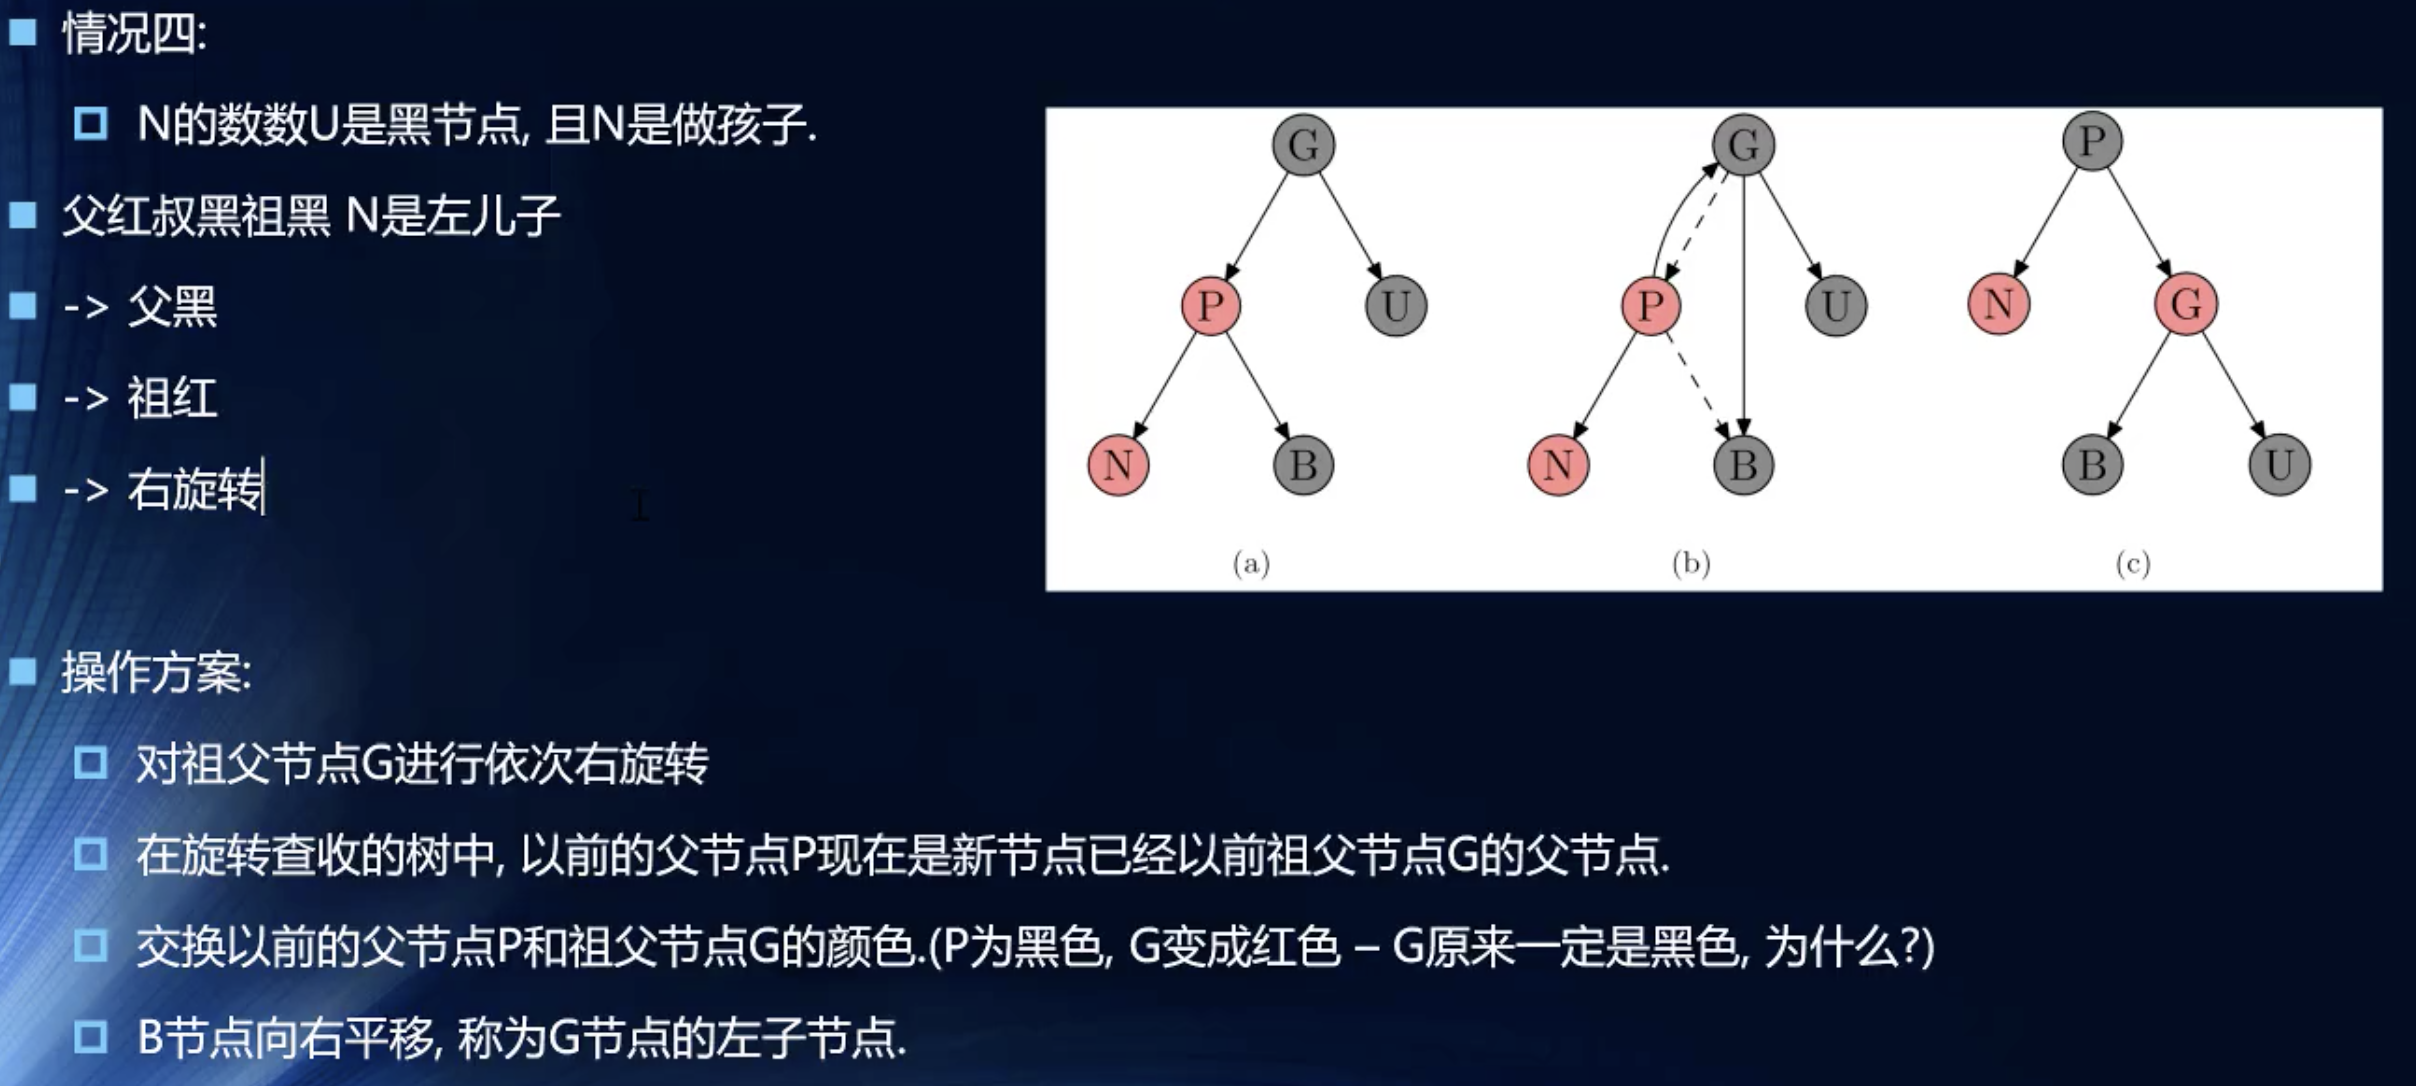 情况四:
N的数数U是黑节点, 且N是做孩子.
父红叔黑祖黑 N是左儿子
-> 父黑
-> 祖红
-> 右旋转
G
P U
N B
(a)
G
P U
N B
(b)
P
N G
B U
(c)
操作方案:
对祖父节点G进行依次右旋转
在旋转查收的树中, 以前的父节点P现在是新节点已经以前祖父节点G的父节点.
交换以前的父节点P和祖父节点G的颜色.(P为黑色, G变成红色 – G原来一定是黑色, 为什么?)
B节点向右平移, 称为G节点的左子节点.